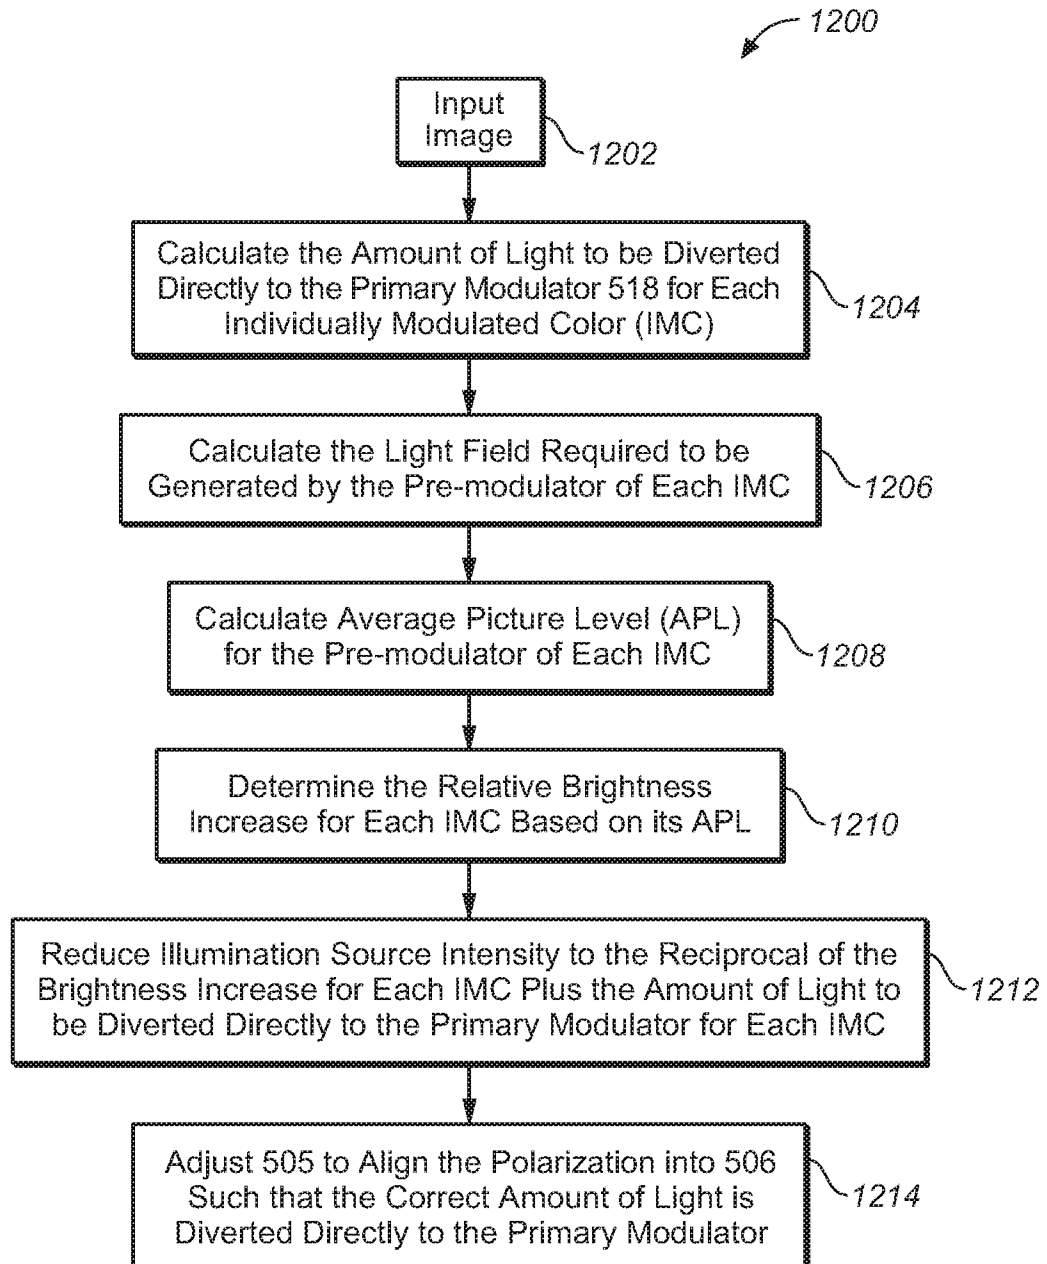 1200
Input
Image
1202
Calculate the Amount of Light to be Diverted
Directly to the Primary Modulator 518 for Each
Individually Modulated Color (IMC)
1204
Calculate the Light Field Required to be
Generated by the Pre-modulator of Each IMC
1206
Calculate Average Picture Level (APL)
for the Pre-modulator of Each IMC
1208
Determine the Relative Brightness
Increase for Each IMC Based on its APL
1210
Reduce Illumination Source Intensity to the Reciprocal of the
Brightness Increase for Each IMC Plus the Amount of Light to
be Diverted Directly to the Primary Modulator for Each IMC
1212
Adjust 505 to Align the Polarization into 506
Such that the Correct Amount of Light is
Diverted Directly to the Primary Modulator
1214